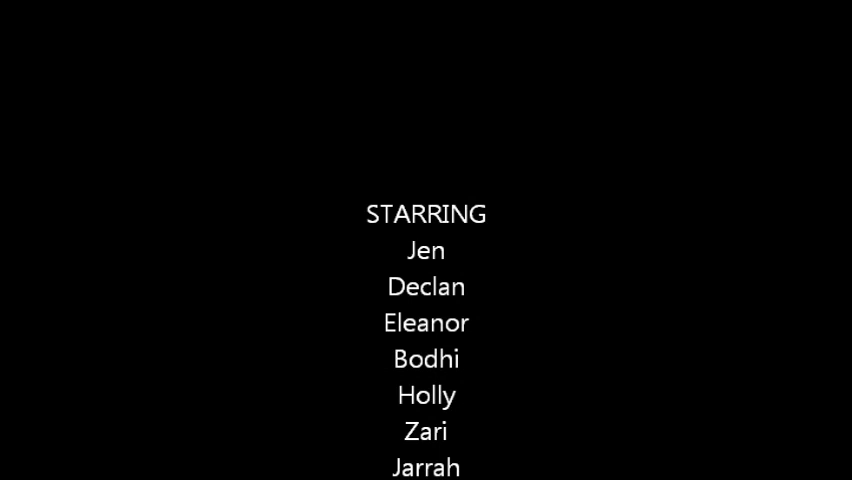 STARRING
Jen
Declan
Eleanor
Bodhi
Holly
Zari
Jarrah